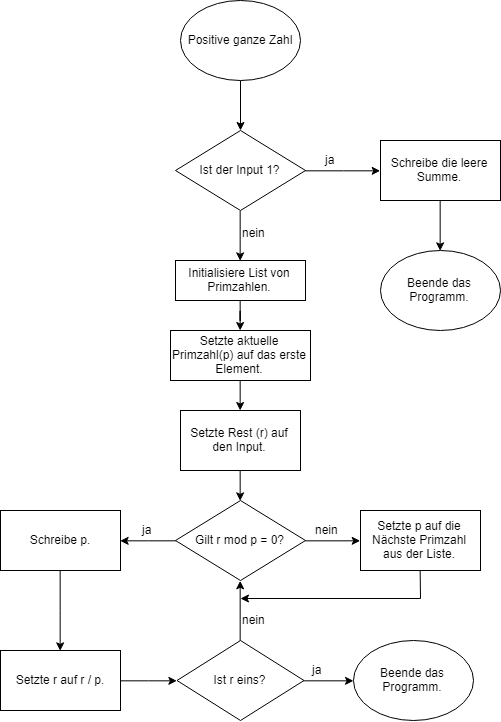 Positive ganze Zahl
Ist der Input 1?
ja
Schreibe die leere
Summe.
nein
Beende das
Programm.
Initialisiere List von
Primzahlen.
Setzte aktuelle
Primzahl(p) auf das erste
Element.
Setzte Rest (r) auf
den Input.
Schreibe p.
ja
Gilt r mod p = 0?
nein
Setzte p auf die
Nächste Primzahl
aus der Liste.
nein
Setzte r auf r / p.
Ist r eins?
ja
Beende das
Programm.